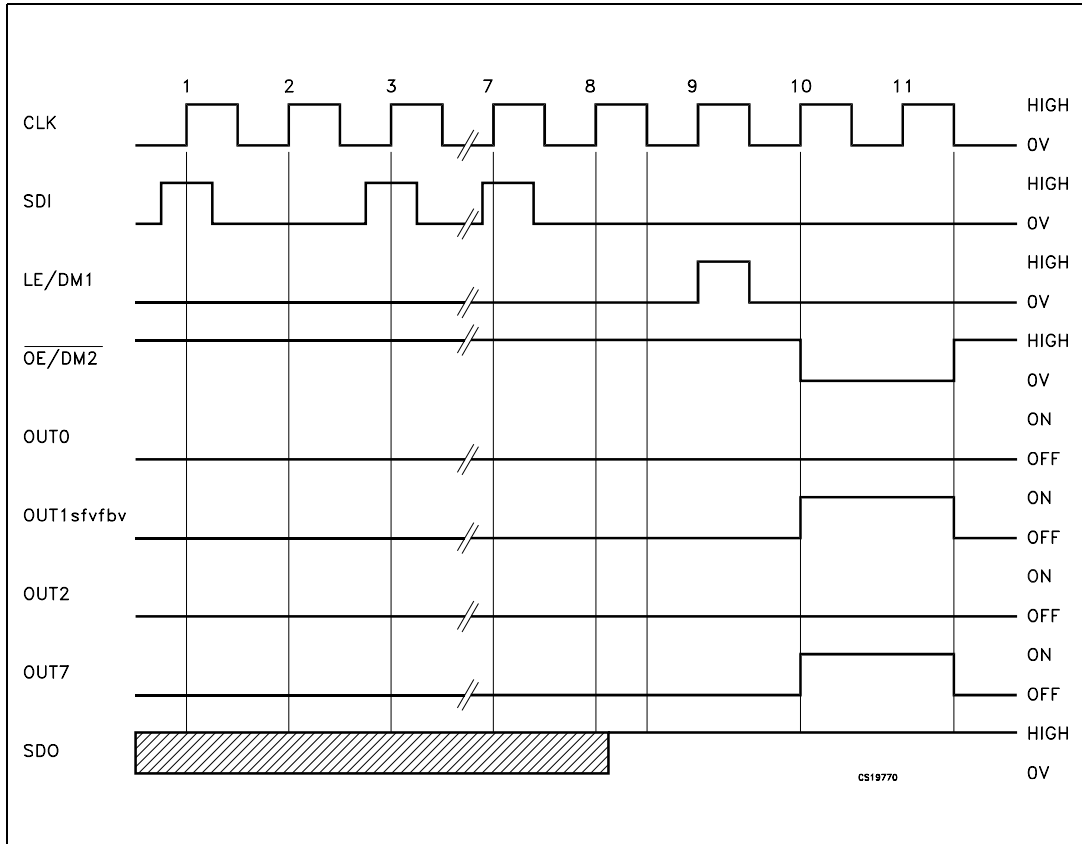 1 2 3 7 8 9 10 11
CLK HIGH
0V
SDI HIGH
0V
LE/DM1 HIGH
0V
OE/DM2 HIGH
0V
OUT0 ON
OFF
OUT1sfvfbv ON
OFF
OUT2 ON
OFF
OUT7 ON
OFF
SDO HIGH
0V
CS19770